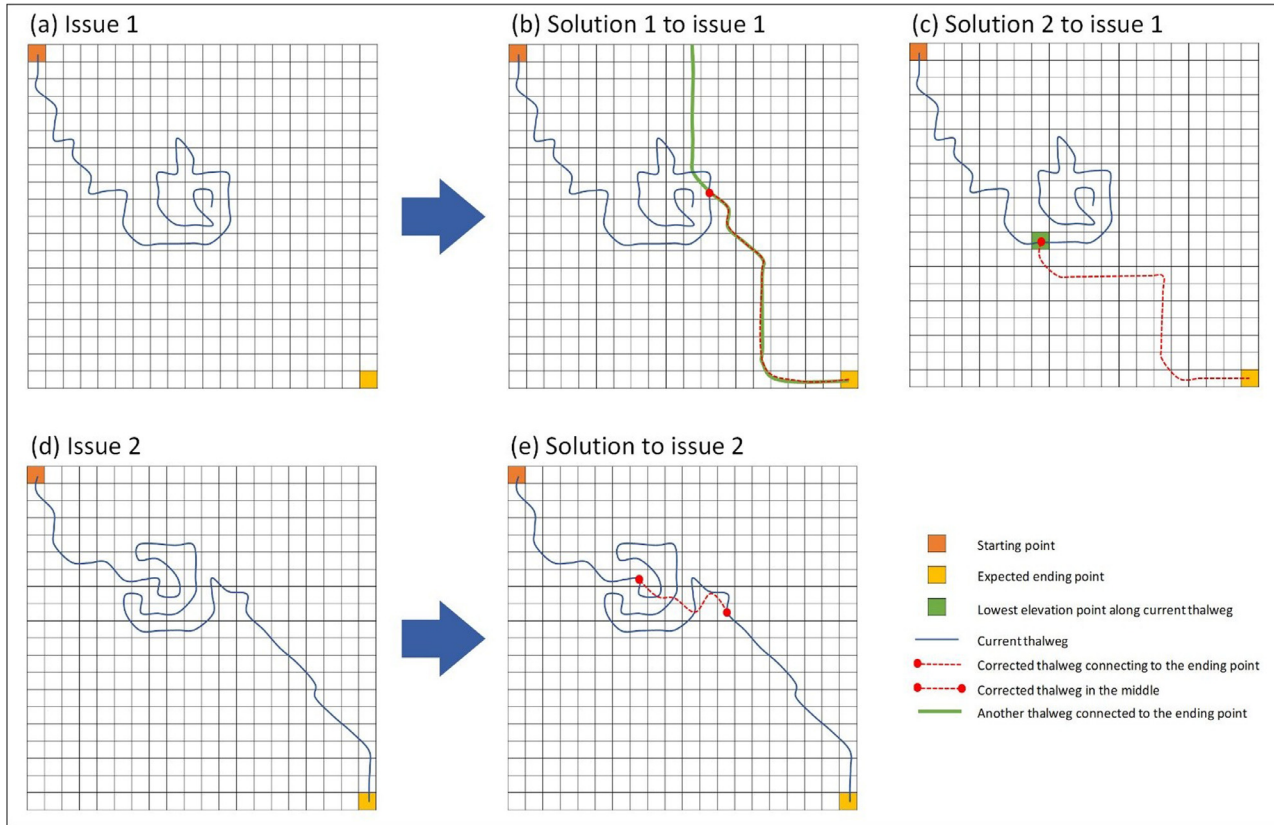 (a) Issue 1
(b) Solution 1 to issue 1
(c) Solution 2 to issue 1
(d) Issue 2
(e) Solution to issue 2
Starting point
Expected ending point
Lowest elevation point along current thalweg
Current thalweg
Corrected thalweg connecting to the ending point
Corrected thalweg in the middle
Another thalweg connected to the ending point